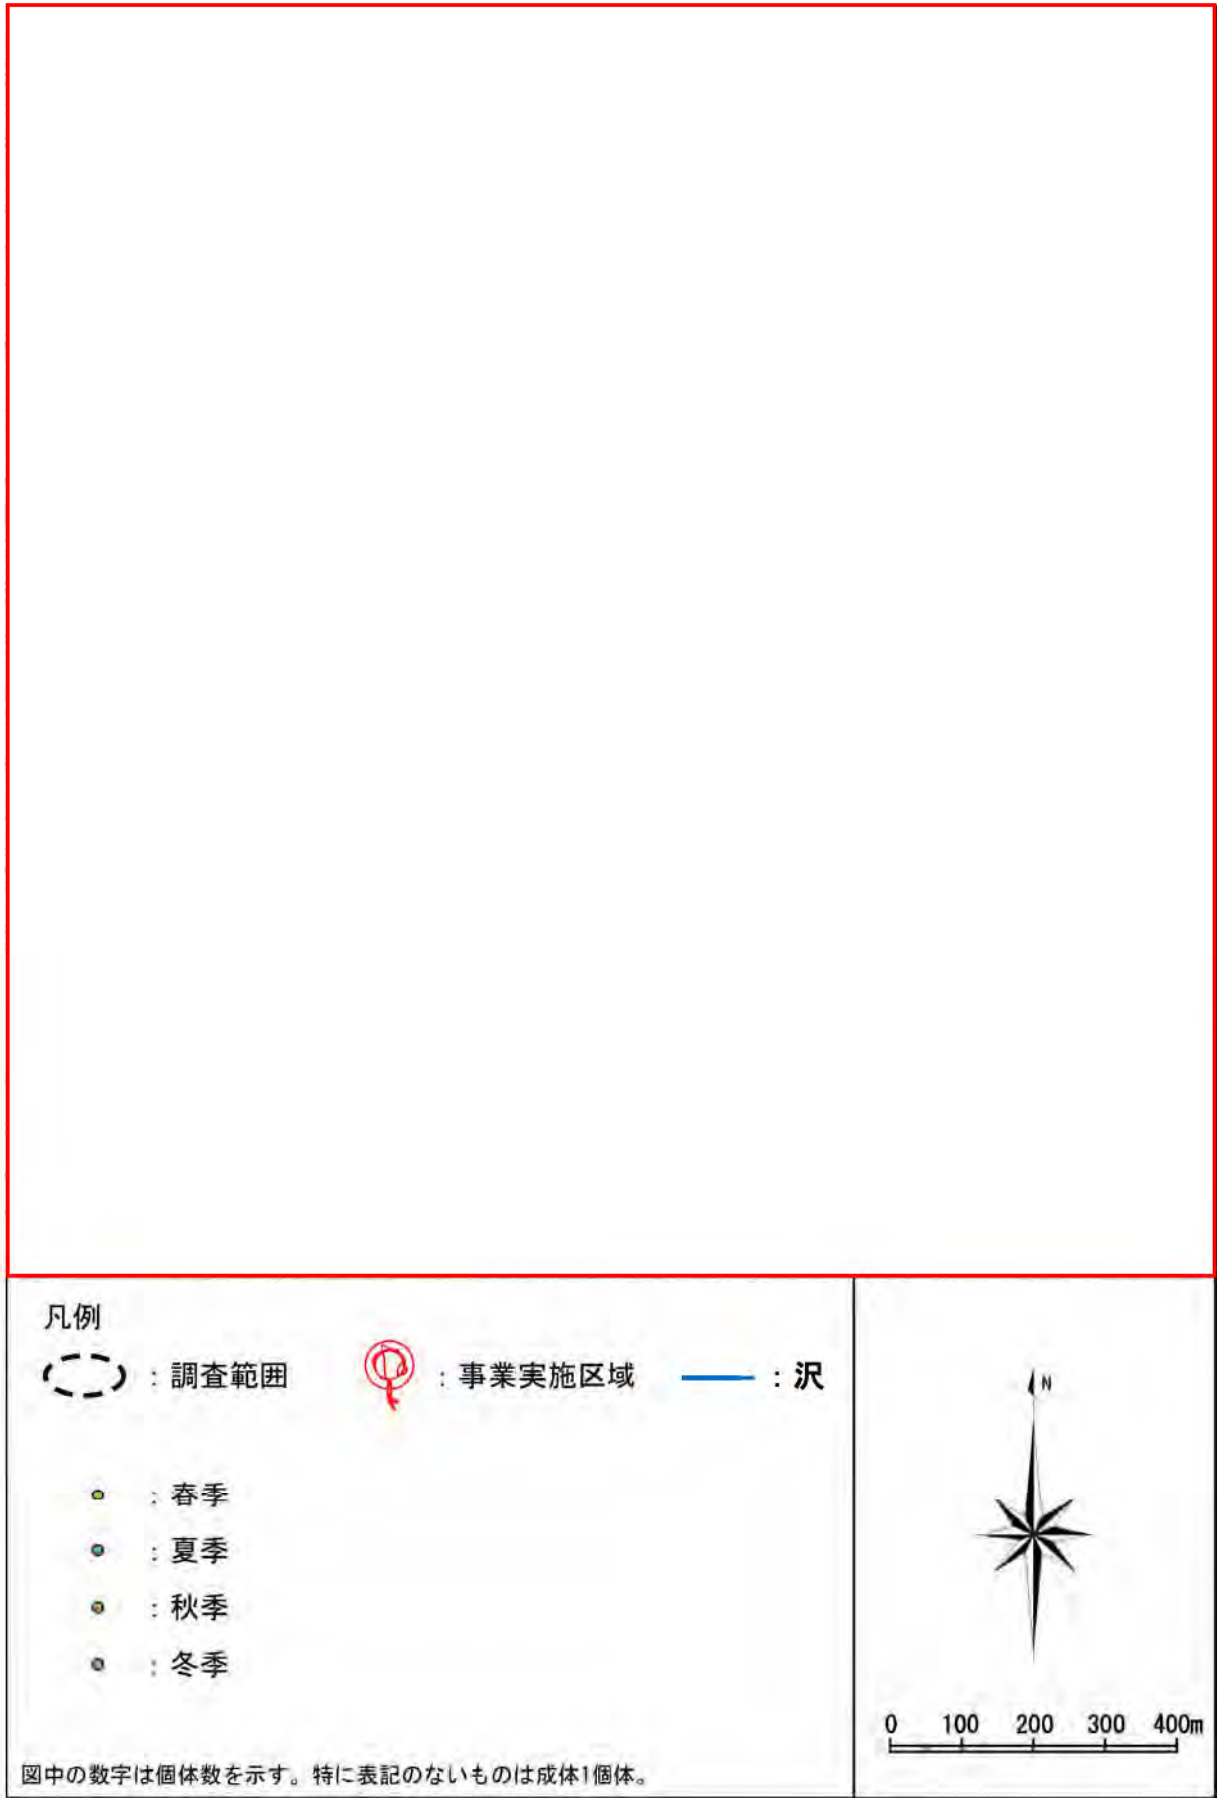 凡例
：調査範囲
：事業実施区域
：沢
：春季
：夏季
：秋季
：冬季
図中の数字は個体数を示す。特に表記のないものは成体1個体。
N
0 100 200 300 400m